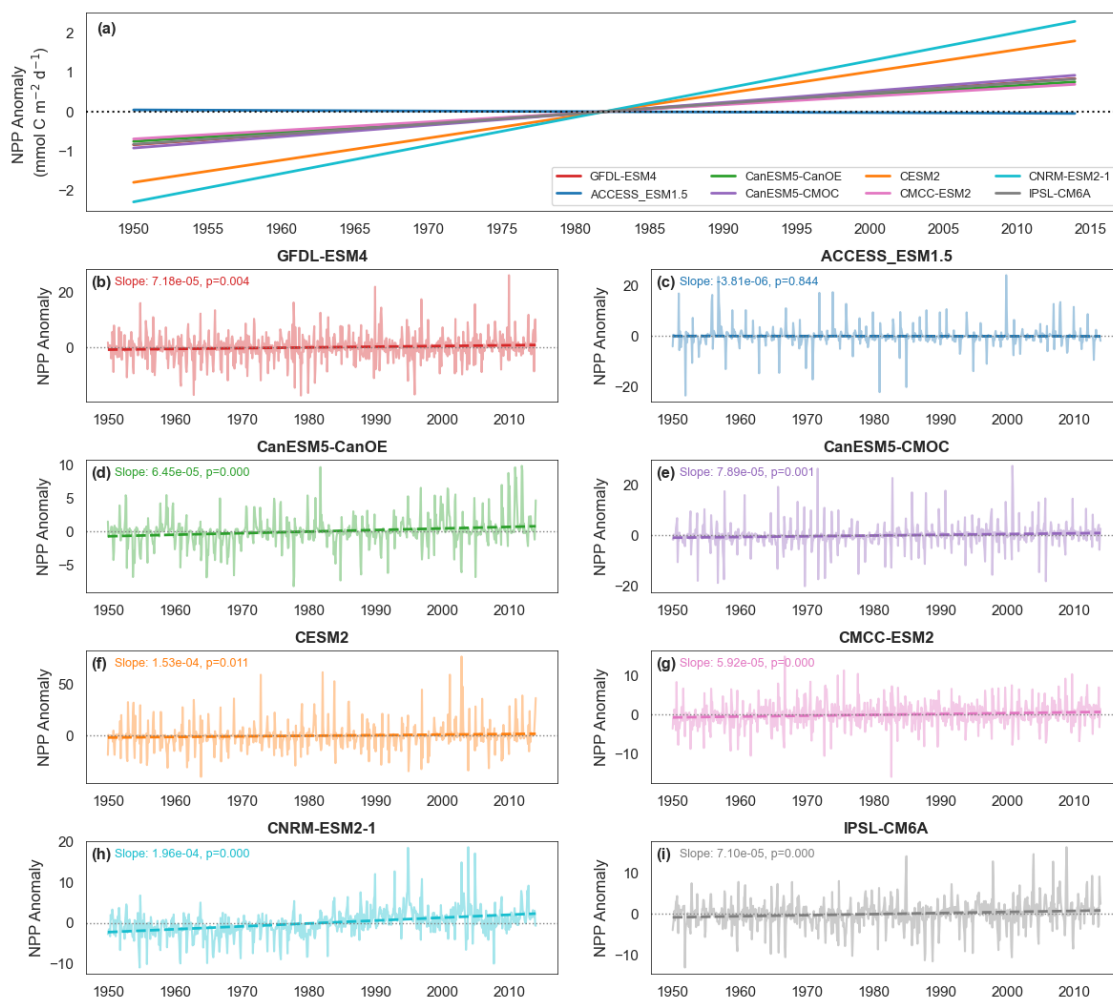 (a)
NPP Anomaly
(mmol C m⁻² d⁻¹)
2
1
0
−1
−2
GFDL-ESM4 CanESM5-CanOE CESM2 CNRM-ESM2-1
ACCESS_ESM1.5 CanESM5-CMOC CMCC-ESM2 IPSL-CM6A
1950 1955 1960 1965 1970 1975 1980 1985 1990 1995 2000 2005 2010 2015
GFDL-ESM4
(b) Slope: 7.18e-05, p=0.004
NPP Anomaly
20
0
1950 1960 1970 1980 1990 2000 2010
ACCESS_ESM1.5
(c) Slope: -3.81e-06, p=0.844
NPP Anomaly
20
0
−20
1950 1960 1970 1980 1990 2000 2010
CanESM5-CanOE
(d) Slope: 6.45e-05, p=0.000
NPP Anomaly
10
5
0
−5
1950 1960 1970 1980 1990 2000 2010
CanESM5-CMOC
(e) Slope: 7.89e-05, p=0.001
NPP Anomaly
20
0
−20
1950 1960 1970 1980 1990 2000 2010
CESM2
(f) Slope: 1.53e-04, p=0.011
NPP Anomaly
50
0
1950 1960 1970 1980 1990 2000 2010
CMCC-ESM2
(g) Slope: 5.92e-05, p=0.000
NPP Anomaly
10
0
−10
1950 1960 1970 1980 1990 2000 2010
CNRM-ESM2-1
(h) Slope: 1.96e-04, p=0.000
NPP Anomaly
20
10
0
−10
1950 1960 1970 1980 1990 2000 2010
IPSL-CM6A
(i) Slope: 7.10e-05, p=0.000
NPP Anomaly
10
0
−10
1950 1960 1970 1980 1990 2000 2010